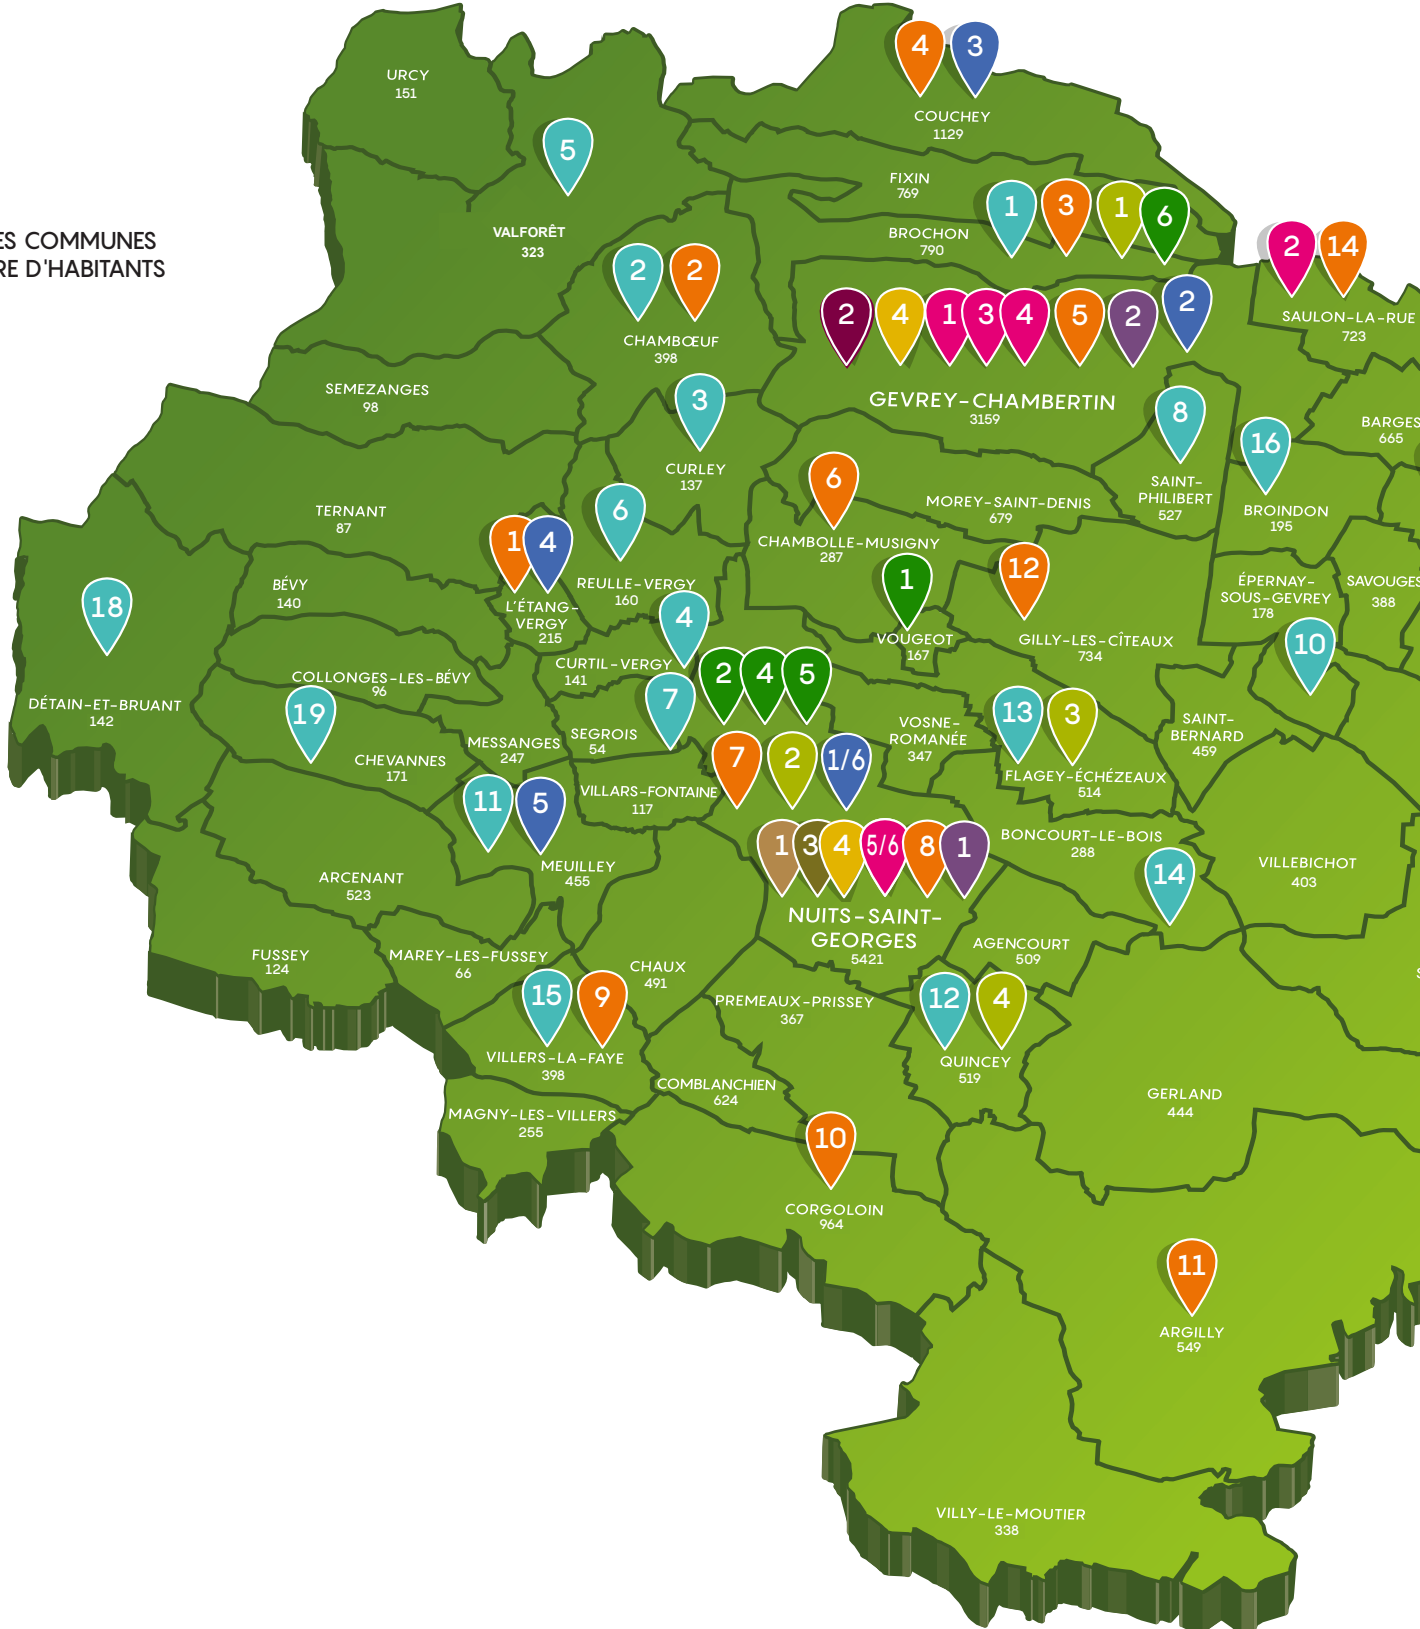 URCY
151
4
3
COUCHEY
1129
5
VALFORÊT
323
FIXIN
769
1
3
1
6
BROCHON
790
ES COMMUNES
RE D'HABITANTS
2
14
SAULON-LA-RUE
723
2
2
CHAMBŒUF
398
2
4
1
3
4
5
2
2
GEVREY-CHAMBERTIN
3159
SEMEZANGES
98
3
CURLEY
137
8
SAINT-
PHILIBERT
527
16
BROINDON
195
BARGES
665
TERNANT
87
6
REULLE-VERGY
160
6
CHAMBOLLE-MUSIGNY
287
MOREY-SAINT-DENIS
679
1
4
L'ÉTANG-
VERGY
215
BÉVY
140
18
DÉTAIN-ET-BRUANT
142
1
VOUGEOT
167
12
GILLY-LES-CÎTEAUX
734
ÉPERNAY-
SOUS-GEVREY
178
SAVOUGES
388
10
4
CURTIL-VERGY
141
COLLONGES-LES-BÉVY
96
19
CHEVANNES
171
MESSANGES
247
SEGROIS
54
7
2
4
5
VOSNE-
ROMANÉE
347
13
3
FLAGEY-ÉCHÉZEAUX
514
SAINT-
BERNARD
459
7
2
1/6
VILLARS-FONTAINE
117
11
5
MEUILLEY
455
1
3
4
5/6
8
1
NUITS-SAINT-
GEORGES
5421
BONCOURT-LE-BOIS
288
14
VILLEBICHOT
403
ARCENANT
523
FUSSEY
124
MAREY-LES-FUSSEY
66
CHAUX
491
AGENCOURT
509
15
9
VILLERS-LA-FAYE
398
PREMEAUX-PRISSEY
367
12
4
QUINCEY
519
COMBLANCHIEN
624
GERLAND
444
MAGNY-LES-VILLERS
255
10
CORGOLOIN
964
11
ARGILLY
549
VILLY-LE-MOUTIER
338